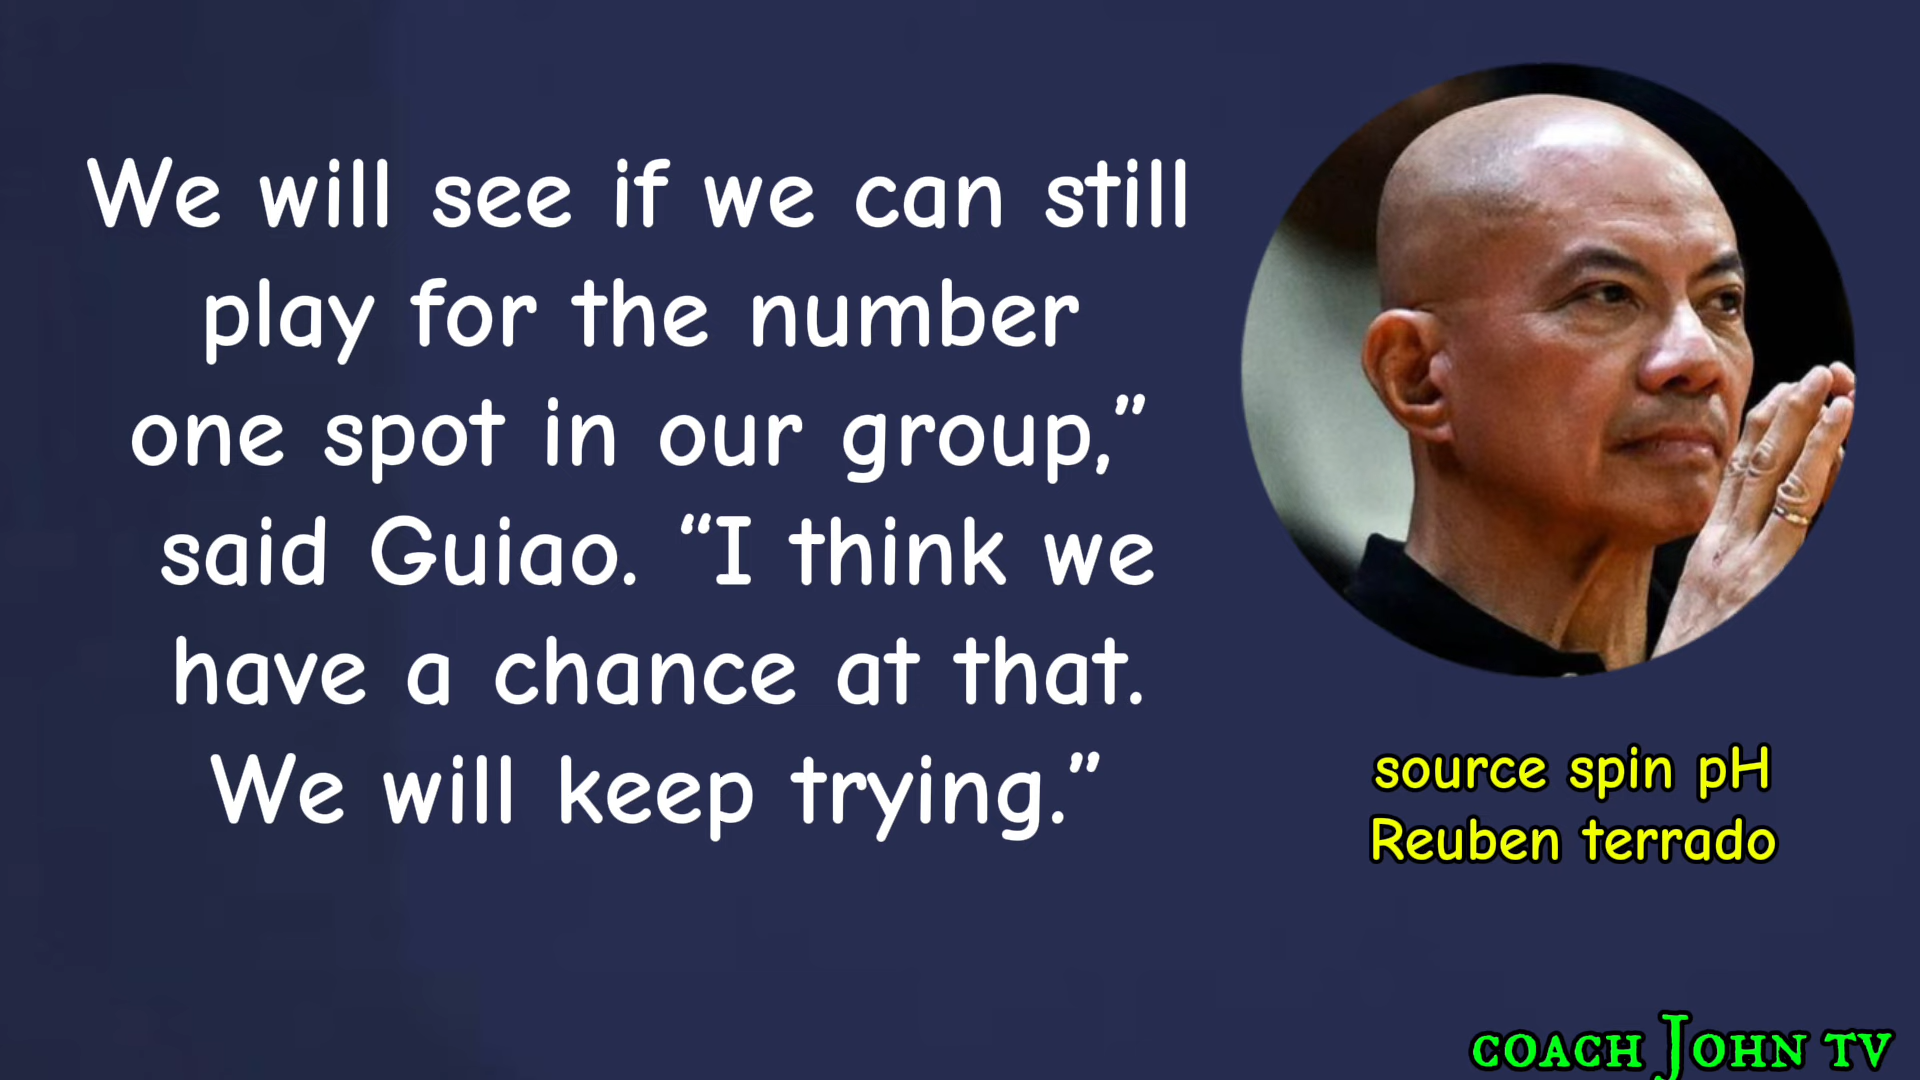 We will see if we can still
play for the number
one spot in our group,”
said Guiao. “I think we
have a chance at that.
We will keep trying.”
source spin pH
Reuben terrado
COACH JOHN TV